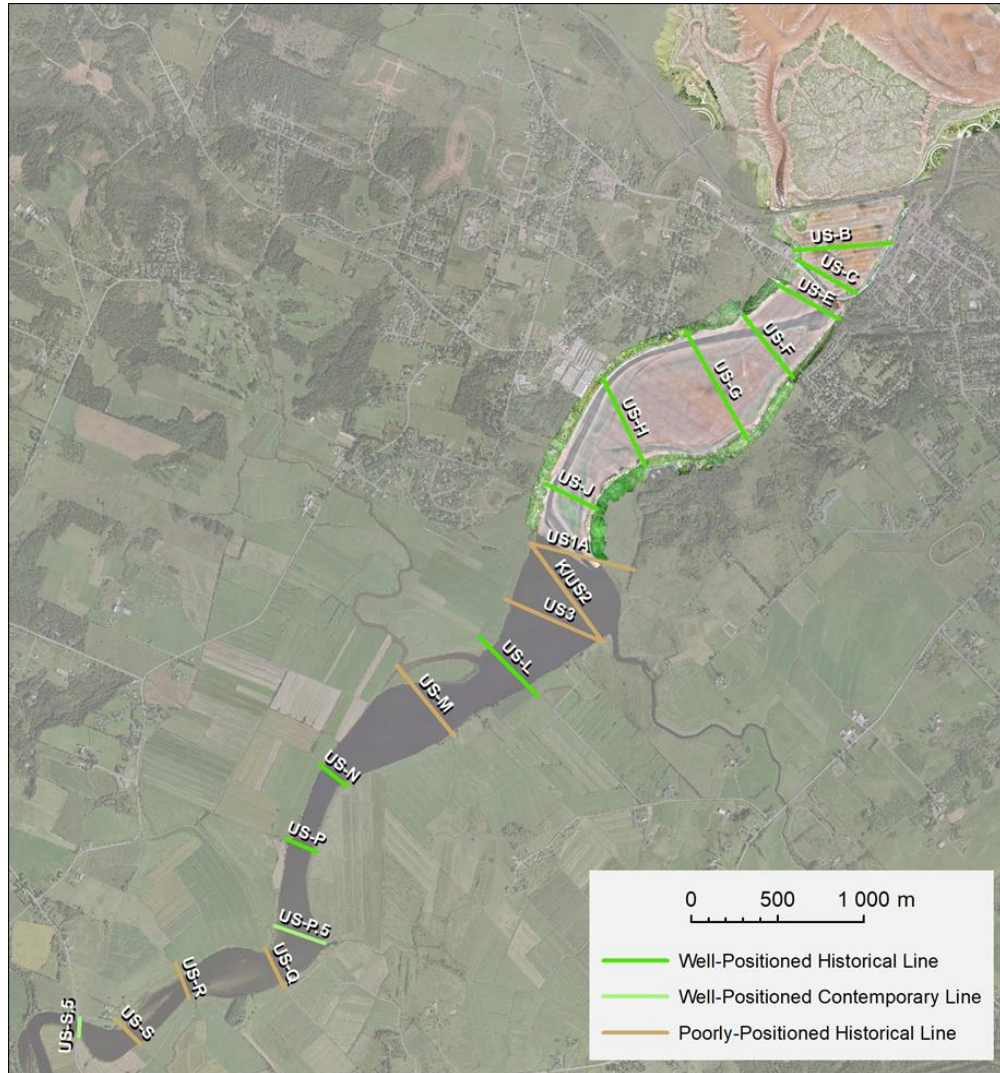 US-B
US-C
US-E
US-F
US-G
US-H
US-J
US1A
K/US2
US3
US-L
US-M
US-N
US-P
US-P.5
US-Q
US-R
US-S
US-S.5
0 500 1 000 m
Well-Positioned Historical Line
Well-Positioned Contemporary Line
Poorly-Positioned Historical Line